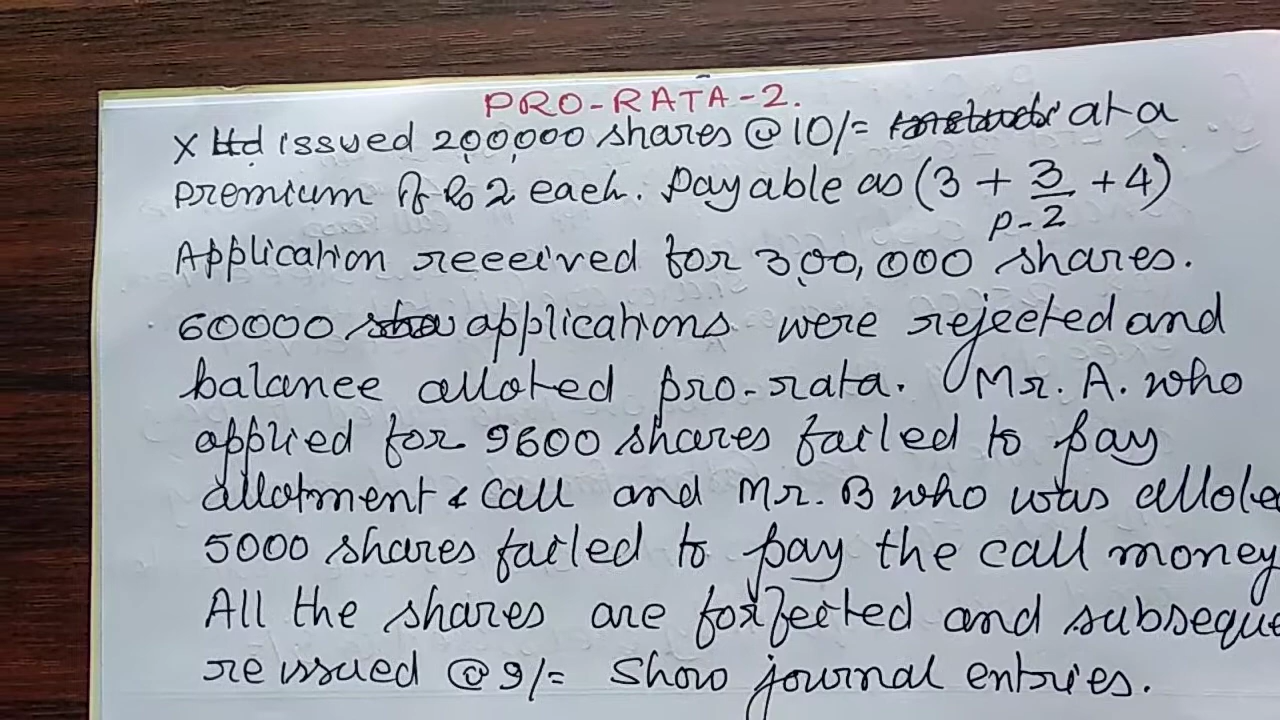 PRO-RATA-2.
X Ltd issued 200000 shares @ 10/= at a
premium of Rs 2 each. Payable as (3 + 3 + 4)
P-2
Application received for 300,000 shares.
60000 applications were rejected and
balance alloted pro-rata. Mr. A. who
applied for 9600 shares failed to pay
allotment & call and Mr. B who was allote
5000 shares failed to pay the call money
All the shares are forfeited and subseque
reissued @ 9/= Show journal entries.